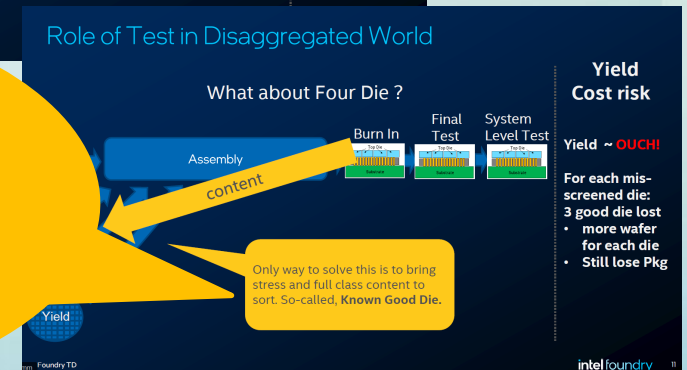 Role of Test in Disaggregated World
What about Four Die ?
Assembly
Burn In
Final
Test
System
Level Test
Top Die
Substrate
Top Die
Substrate
Top Die
Substrate
content
Only way to solve this is to bring
stress and full class content to
sort. So-called, Known Good Die.
Yield
Yield
Cost risk
Yield ~ OUCH!
For each mis-
screened die:
3 good die lost
• more wafer
for each die
• Still lose Pkg
Foundry TD
intel foundry
11